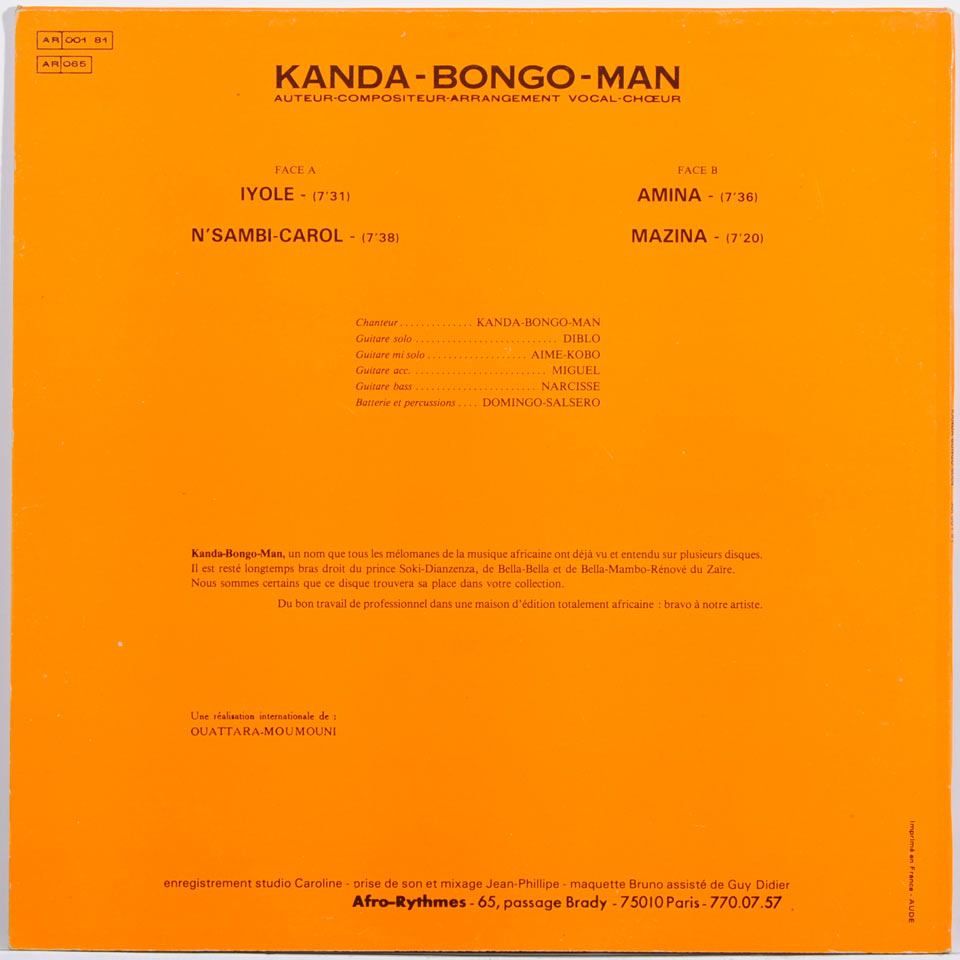 AR 001 81
AR 065
KANDA-BONGO-MAN
AUTEUR-COMPOSITEUR-ARRANGEMENT VOCAL-CHŒUR
FACE A
IYOLE - (7'31)
N'SAMBI-CAROL - (7'38)
FACE B
AMINA - (7'36)
MAZINA - (7'20)
Chanteur . . . . . . . . . . . . . . KANDA-BONGO-MAN
Guitare solo . . . . . . . . . . . . . . . . . . . . . . . . . . DIBLO
Guitare mi solo . . . . . . . . . . . . . . . . . . . AIME-KOBO
Guitare acc. . . . . . . . . . . . . . . . . . . . . . . . . . MIGUEL
Guitare bass . . . . . . . . . . . . . . . . . . . . . . . NARCISSE
Batterie et percussions . . . . DOMINGO-SALSERO
Kanda-Bongo-Man, un nom que tous les mélomanes de la musique africaine ont déjà vu et entendu sur plusieurs disques.
Il est resté longtemps bras droit du prince Soki-Dianzenza, de Bella-Bella et de Bella-Mambo-Rénové du Zaïre.
Nous sommes certains que ce disque trouvera sa place dans votre collection.
Du bon travail de professionnel dans une maison d'édition totalement africaine : bravo à notre artiste.
Une réalisation internationale de :
OUATTARA-MOUMOUNI
enregistrement studio Caroline - prise de son et mixage Jean-Phillipe - maquette Bruno assisté de Guy Didier
Afro-Rythmes - 65, passage Brady - 75010 Paris - 770.07.57
Imprimé en France - AUDE